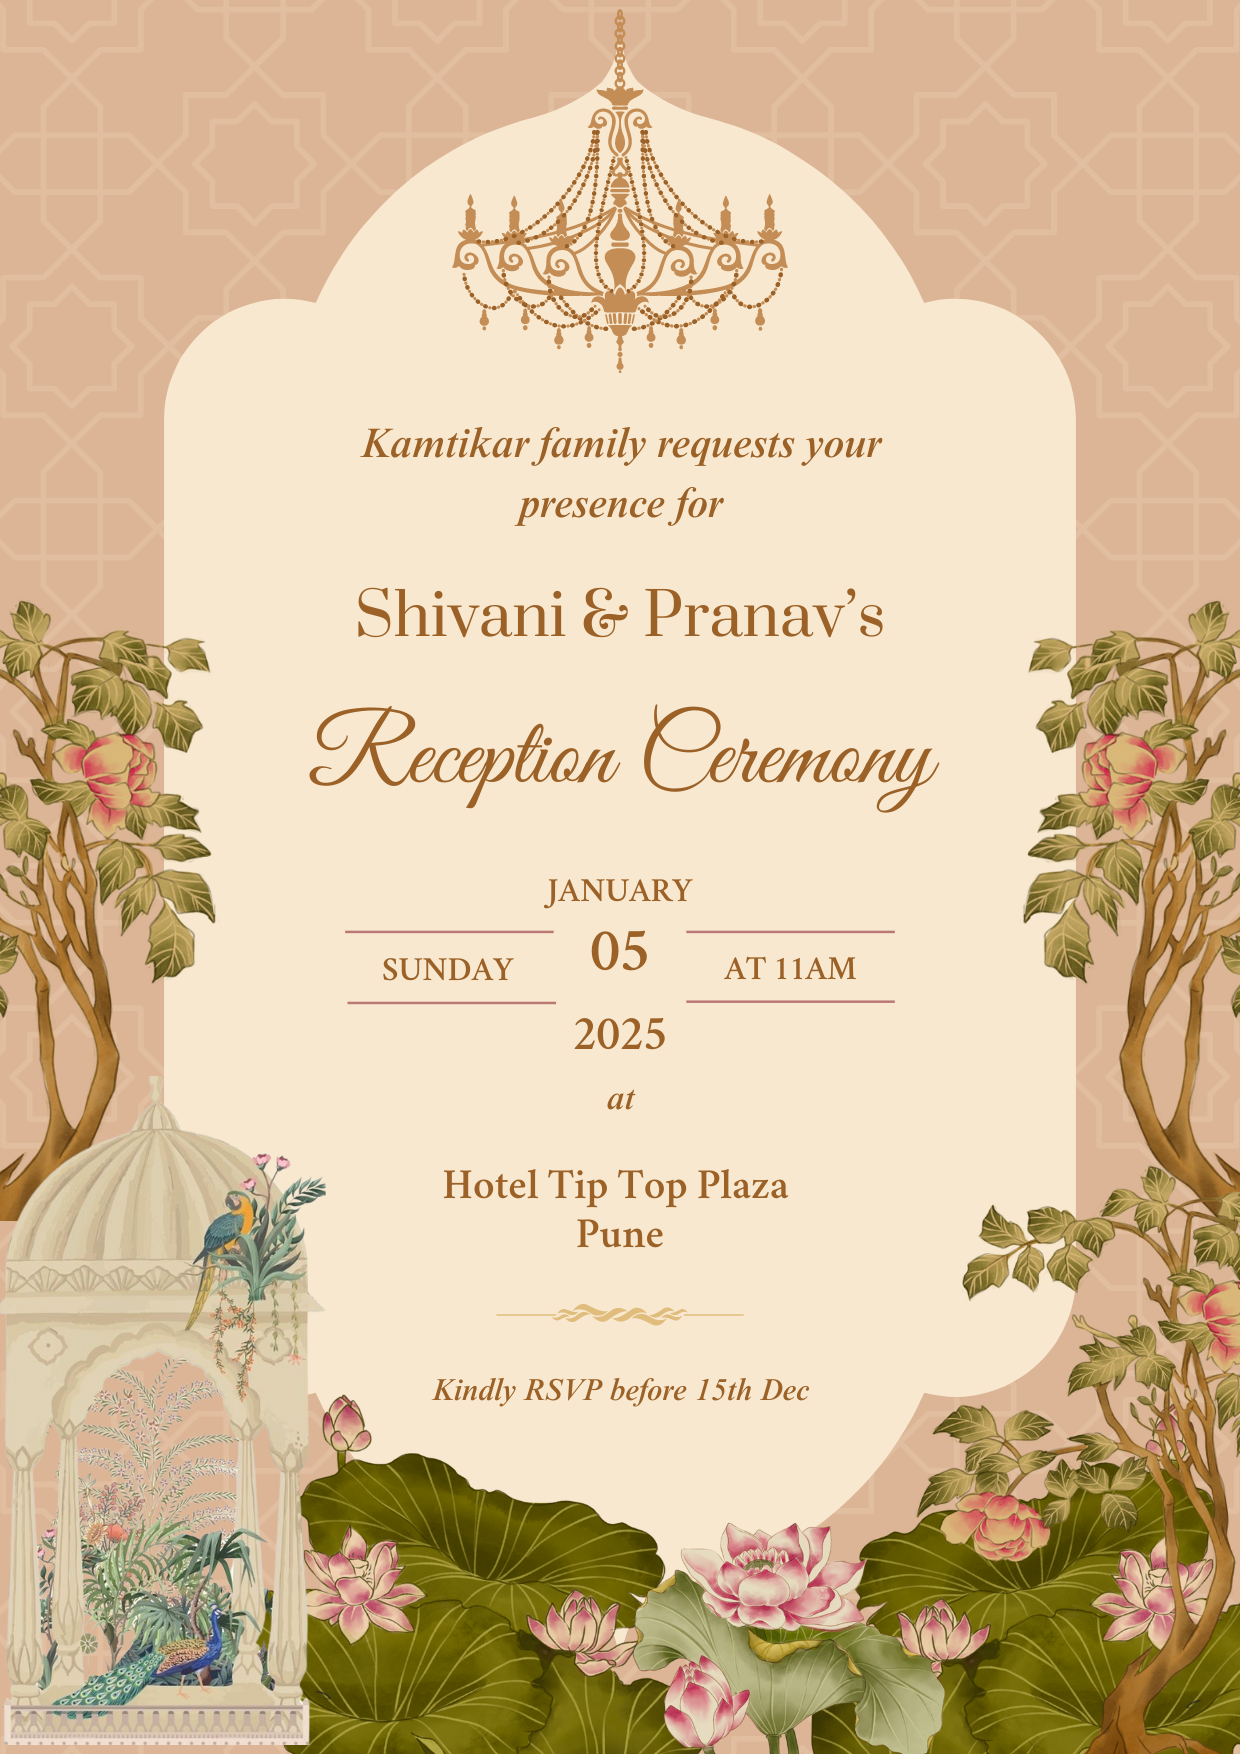 Kamtikar family requests your
presence for
Shivani & Pranav’s
Reception Ceremony
JANUARY
SUNDAY 05 AT 11AM
2025
at
Hotel Tip Top Plaza
Pune
Kindly RSVP before 15th Dec